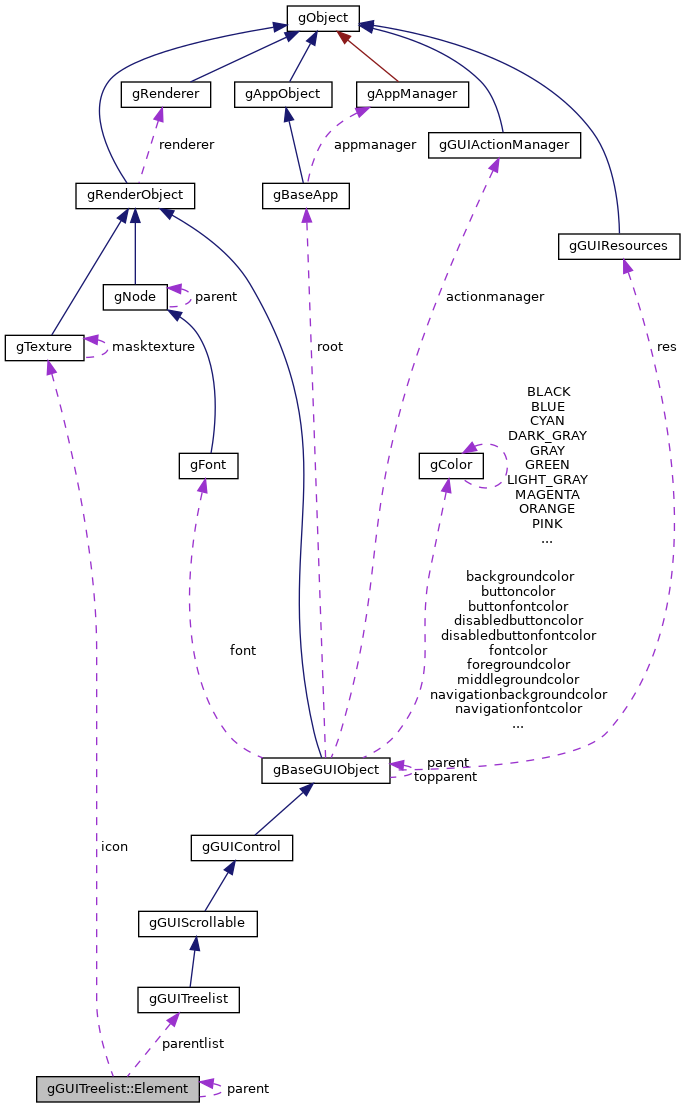 gObject
gRenderer
gAppObject
gAppManager
renderer
appmanager
gGUIActionManager
gRenderObject
gBaseApp
gGUIResources
gNode
parent
actionmanager
gTexture
masktexture
root
res
BLACK
BLUE
CYAN
DARK_GRAY
GRAY
GREEN
LIGHT_GRAY
MAGENTA
ORANGE
PINK
...
gFont
gColor
backgroundcolor
buttoncolor
buttonfontcolor
disabledbuttoncolor
disabledbuttonfontcolor
fontcolor
foregroundcolor
middlegroundcolor
navigationbackgroundcolor
navigationfontcolor
...
font
gBaseGUIObject
parent
topparent
icon
gGUIControl
gGUIScrollable
gGUITreelist
parentlist
gGUITreelist::Element
parent